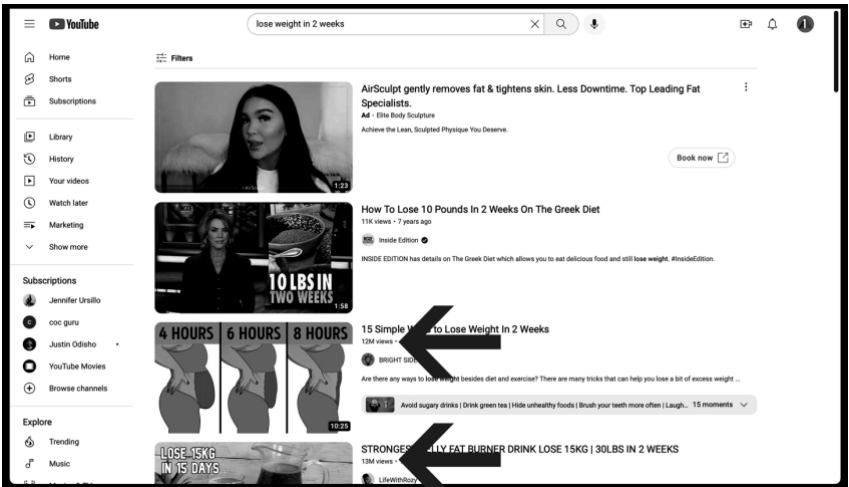 YouTube
lose weight in 2 weeks
Home
Shorts
Subscriptions
Library
History
Your videos
Watch later
Marketing
Show more
Subscriptions
Jennifer Ursillo
coc guru
Justin Odisho
YouTube Movies
Browse channels
Explore
Trending
Music
Filters
1:23
AirSculpt gently removes fat & tightens skin. Less Downtime. Top Leading Fat
Specialists.
Ad · Elite Body Sculpture
Achieve the Lean, Sculpted Physique You Deserve.
Book now
10 LBS IN
TWO WEEKS
1:58
How To Lose 10 Pounds In 2 Weeks On The Greek Diet
11K views • 7 years ago
Inside Edition
INSIDE EDITION has details on The Greek Diet which allows you to eat delicious food and still lose weight. #InsideEdition.
4 HOURS
6 HOURS
8 HOURS
10:25
15 Simple to Lose Weight In 2 Weeks
12M views •
BRIGHT
Are there any ways to lose weight besides diet and exercise? There are many tricks that can help you lose a bit of excess weight ...
Avoid sugary drinks | Drink green tea | Hide unhealthy foods | Brush your teeth more often | Laugh... 15 moments
LOSE 15KG
IN 15 DAYS
FAT BURNER DRINK LOSE 15KG | 30LBS IN 2 WEEKS
13M views •
LifeWithRozy